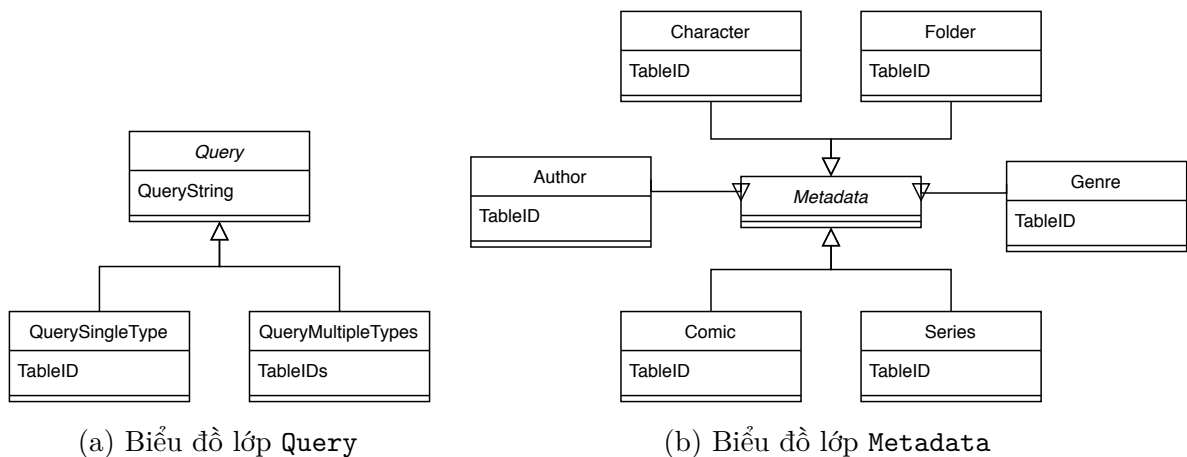 Query
QueryString
QuerySingleType
TableID
QueryMultipleTypes
TableIDs
(a) Biểu đồ lớp Query
Character
TableID
Folder
TableID
Author
TableID
Metadata
Genre
TableID
Comic
TableID
Series
TableID
(b) Biểu đồ lớp Metadata